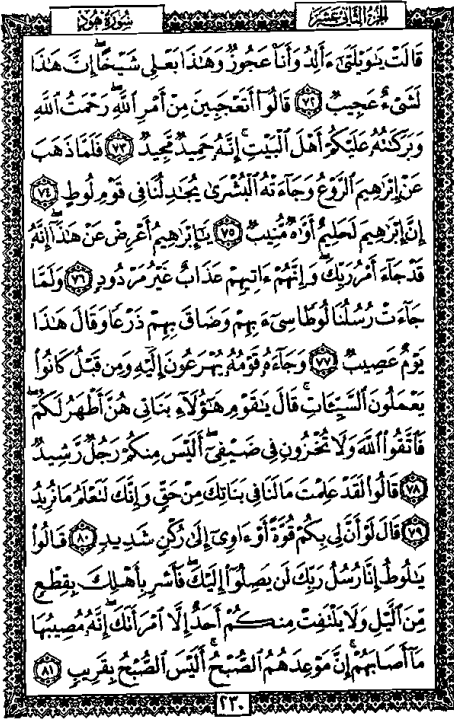 الجزء الثاني عشر
سورة هود
قَالَتْ يَٰوَيْلَتَىٰٓ ءَأَلِدُ وَأَنَا۠ عَجُوزٌ وَهَٰذَا بَعْلِى شَيْخًا ۖ إِنَّ هَٰذَا
لَشَىْءٌ عَجِيبٌ ۝٧٢ قَالُوٓا۟ أَتَعْجَبِينَ مِنْ أَمْرِ ٱللَّهِ ۖ رَحْمَتُ ٱللَّهِ
وَبَرَكَٰتُهُۥ عَلَيْكُمْ أَهْلَ ٱلْبَيْتِ ۚ إِنَّهُۥ حَمِيدٌ مَّجِيدٌ ۝٧٣ فَلَمَّا ذَهَبَ
عَنْ إِبْرَٰهِيمَ ٱلرَّوْعُ وَجَآءَتْهُ ٱلْبُشْرَىٰ يُجَٰدِلُنَا فِى قَوْمِ لُوطٍ ۝٧٤
إِنَّ إِبْرَٰهِيمَ لَحَلِيمٌ أَوَّٰهٌ مُّنِيبٌ ۝٧٥ يَٰٓإِبْرَٰهِيمُ أَعْرِضْ عَنْ هَٰذَآ ۖ إِنَّهُۥ
قَدْ جَآءَ أَمْرُ رَبِّكَ ۖ وَإِنَّهُمْ ءَاتِيهِمْ عَذَابٌ غَيْرُ مَرْدُودٍ ۝٧٦ وَلَمَّا
جَآءَتْ رُسُلُنَا لُوطًا سِىٓءَ بِهِمْ وَضَاقَ بِهِمْ ذَرْعًا وَقَالَ هَٰذَا
يَوْمٌ عَصِيبٌ ۝٧٧ وَجَآءَهُۥ قَوْمُهُۥ يُهْرَعُونَ إِلَيْهِ وَمِن قَبْلُ كَانُوا۟
يَعْمَلُونَ ٱلسَّيِّـَٔاتِ ۚ قَالَ يَٰقَوْمِ هَٰٓؤُلَآءِ بَنَاتِى هُنَّ أَطْهَرُ لَكُمْ ۖ
فَٱتَّقُوا۟ ٱللَّهَ وَلَا تُخْزُونِ فِى ضَيْفِىٓ ۖ أَلَيْسَ مِنكُمْ رَجُلٌ رَّشِيدٌ
۝٧٨ قَالُوا۟ لَقَدْ عَلِمْتَ مَا لَنَا فِى بَنَاتِكَ مِنْ حَقٍّ وَإِنَّكَ لَتَعْلَمُ مَا نُرِيدُ
۝٧٩ قَالَ لَوْ أَنَّ لِى بِكُمْ قُوَّةً أَوْ ءَاوِىٓ إِلَىٰ رُكْنٍ شَدِيدٍ ۝٨٠ قَالُوا۟
يَٰلُوطُ إِنَّا رُسُلُ رَبِّكَ لَن يَصِلُوٓا۟ إِلَيْكَ ۖ فَأَسْرِ بِأَهْلِكَ بِقِطْعٍ
مِّنَ ٱلَّيْلِ وَلَا يَلْتَفِتْ مِنكُمْ أَحَدٌ إِلَّا ٱمْرَأَتَكَ ۖ إِنَّهُۥ مُصِيبُهَا
مَآ أَصَابَهُمْ ۚ إِنَّ مَوْعِدَهُمُ ٱلصُّبْحُ ۚ أَلَيْسَ ٱلصُّبْحُ بِقَرِيبٍ ۝٨١
٢٣٠